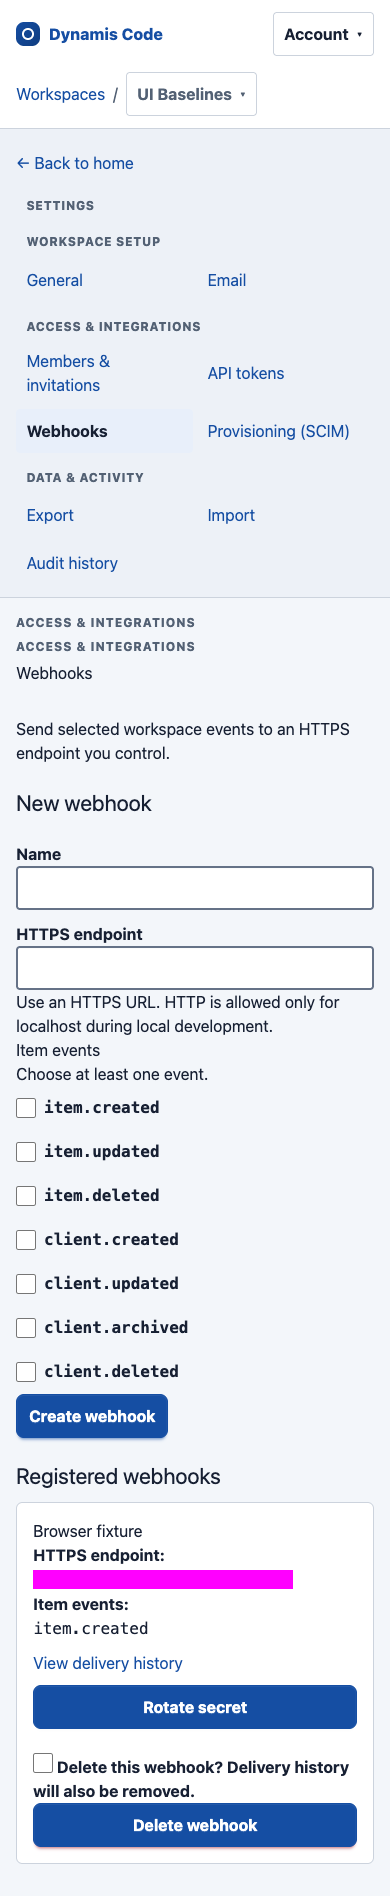 Dynamis Code
Account ▾
Workspaces / UI Baselines ▾
← Back to home
SETTINGS
WORKSPACE SETUP
General
Email
ACCESS & INTEGRATIONS
Members &
invitations
API tokens
Webhooks
Provisioning (SCIM)
DATA & ACTIVITY
Export
Import
Audit history
ACCESS & INTEGRATIONS
ACCESS & INTEGRATIONS
Webhooks
Send selected workspace events to an HTTPS
endpoint you control.
New webhook
Name
HTTPS endpoint
Use an HTTPS URL. HTTP is allowed only for
localhost during local development.
Item events
Choose at least one event.
item.created
item.updated
item.deleted
client.created
client.updated
client.archived
client.deleted
Create webhook
Registered webhooks
Browser fixture
HTTPS endpoint:
Item events:
item.created
View delivery history
Rotate secret
Delete this webhook? Delivery history
will also be removed.
Delete webhook